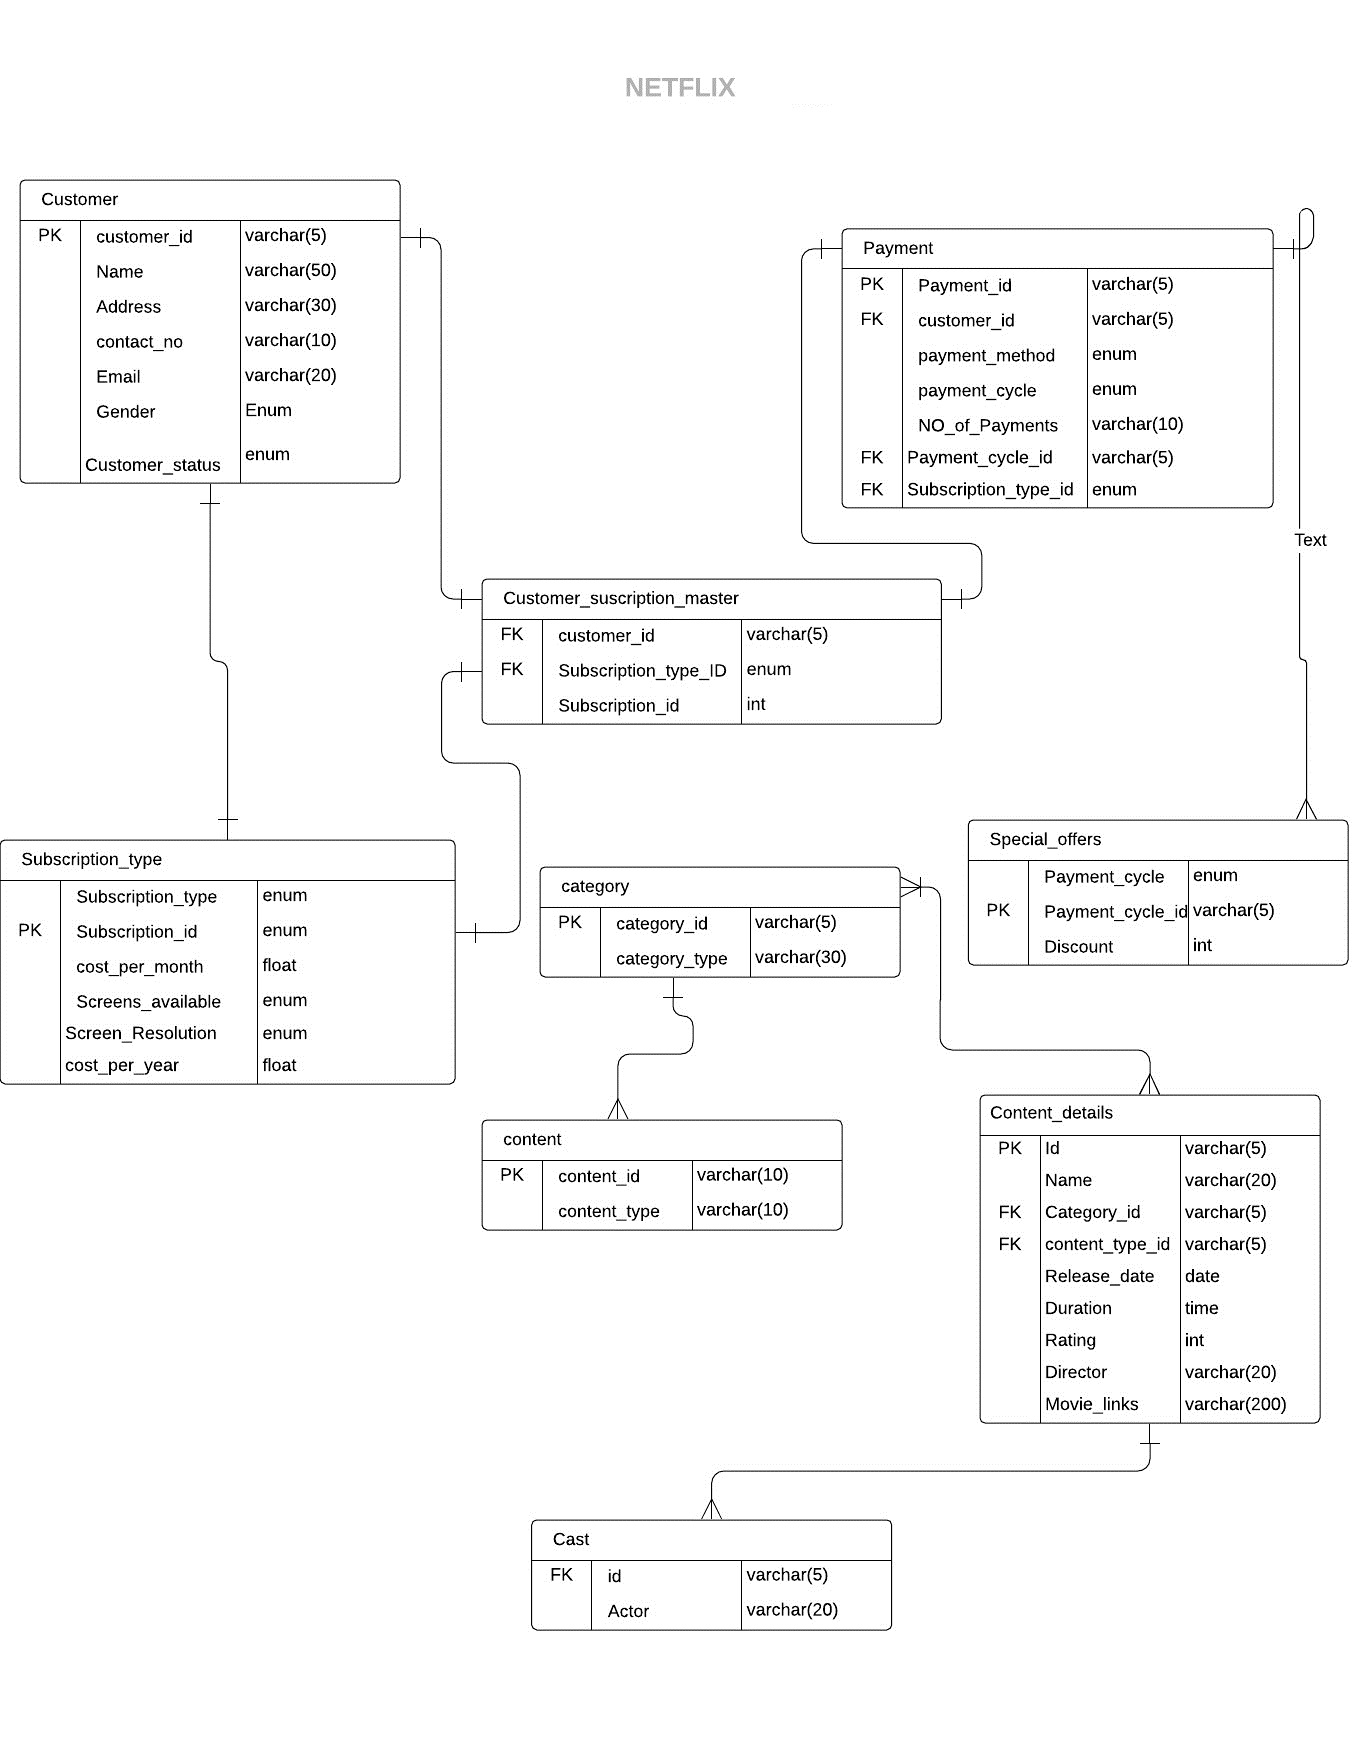 NETFLIX
Customer
PK customer_id varchar(5)
Name varchar(50)
Address varchar(30)
contact_no varchar(10)
Email varchar(20)
Gender Enum
Customer_status enum
Payment
PK Payment_id varchar(5)
FK customer_id varchar(5)
payment_method enum
payment_cycle enum
NO_of_Payments varchar(10)
FK Payment_cycle_id varchar(5)
FK Subscription_type_id enum
Text
Customer_suscription_master
FK customer_id varchar(5)
FK Subscription_type_ID enum
Subscription_id int
Subscription_type
Subscription_type enum
PK Subscription_id enum
cost_per_month float
Screens_available enum
Screen_Resolution enum
cost_per_year float
category
PK category_id varchar(5)
category_type varchar(30)
Special_offers
Payment_cycle enum
PK Payment_cycle_id varchar(5)
Discount int
content
PK content_id varchar(10)
content_type varchar(10)
Content_details
PK Id varchar(5)
Name varchar(20)
FK Category_id varchar(5)
FK content_type_id varchar(5)
Release_date date
Duration time
Rating int
Director varchar(20)
Movie_links varchar(200)
Cast
FK id varchar(5)
Actor varchar(20)